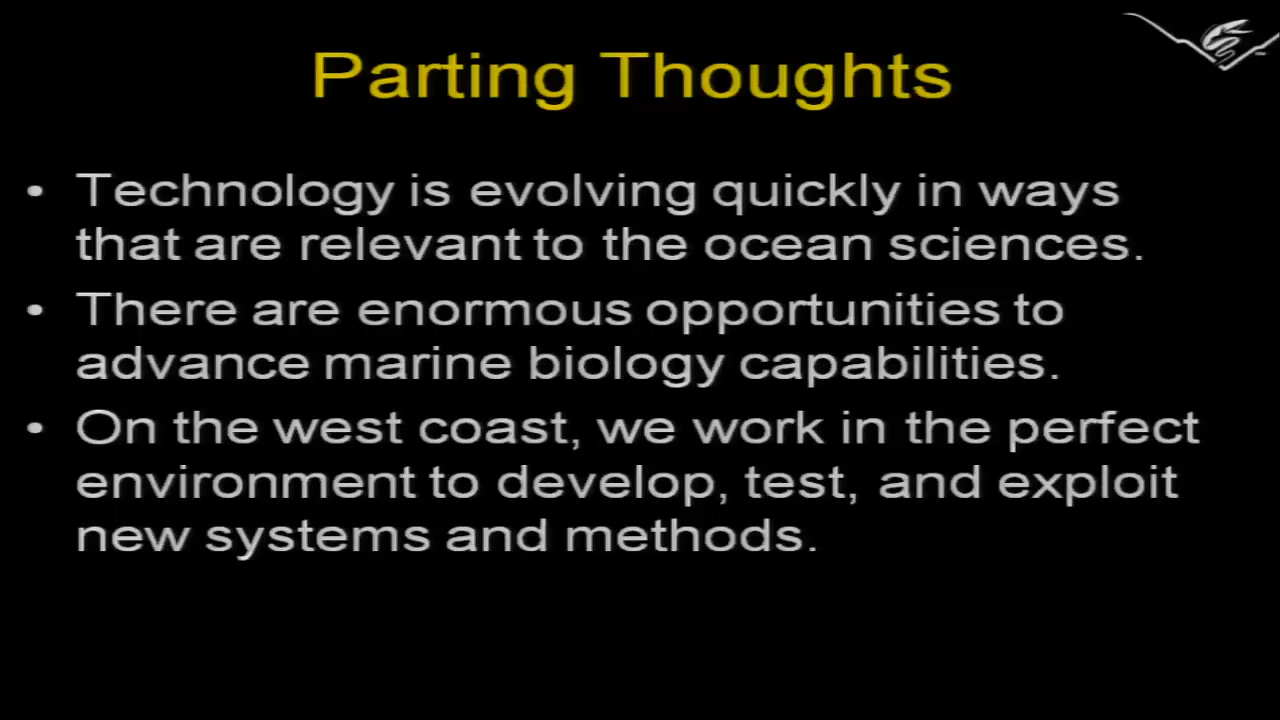 Parting Thoughts
• Technology is evolving quickly in ways
that are relevant to the ocean sciences.
• There are enormous opportunities to
advance marine biology capabilities.
• On the west coast, we work in the perfect
environment to develop, test, and exploit
new systems and methods.